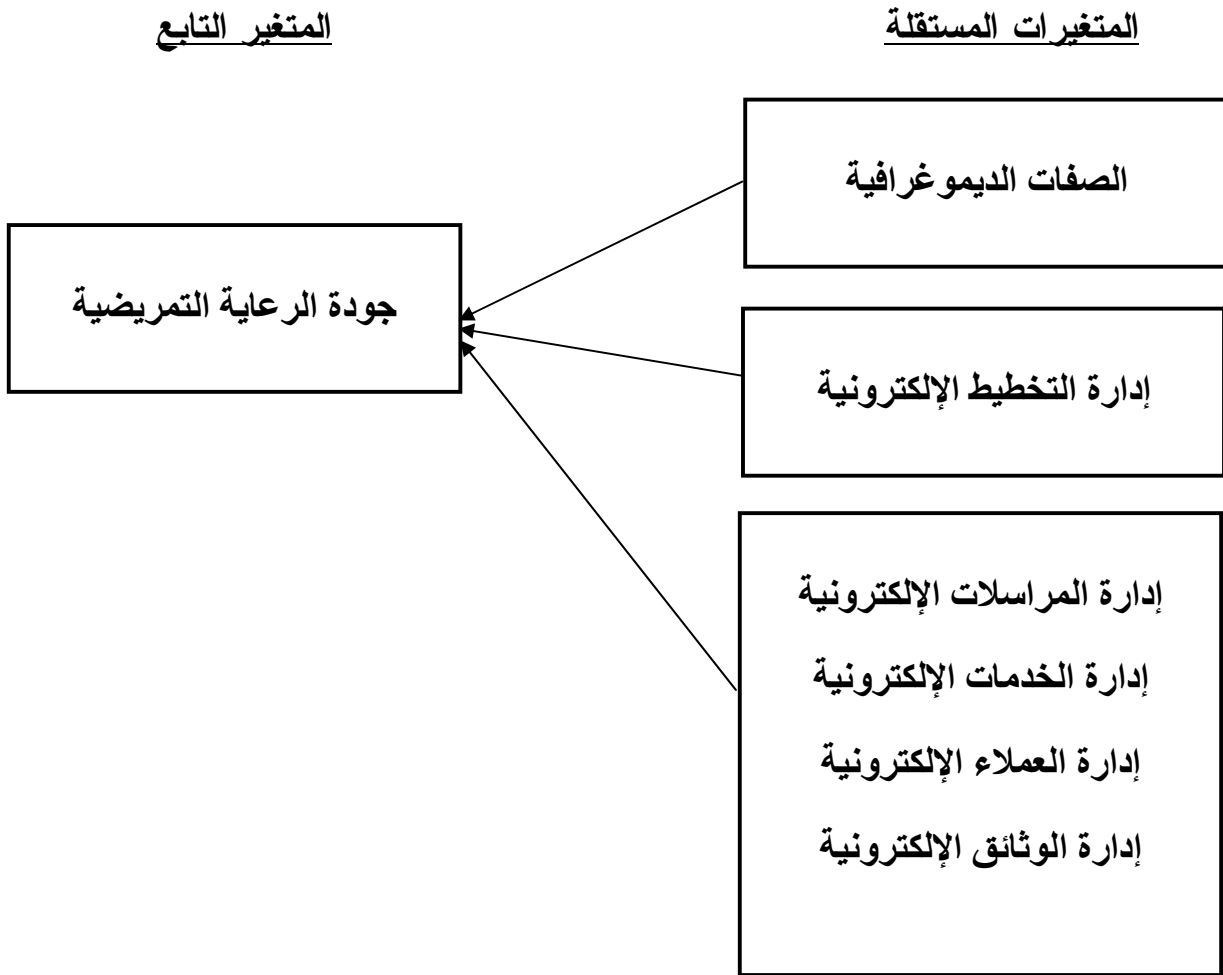 المتغيرات المستقلة
المتغير التابع
الصفات الديموغرافية
جودة الرعاية التمريضية
إدارة التخطيط الإلكترونية
إدارة المراسلات الإلكترونية
إدارة الخدمات الإلكترونية
إدارة العملاء الإلكترونية
إدارة الوثائق الإلكترونية